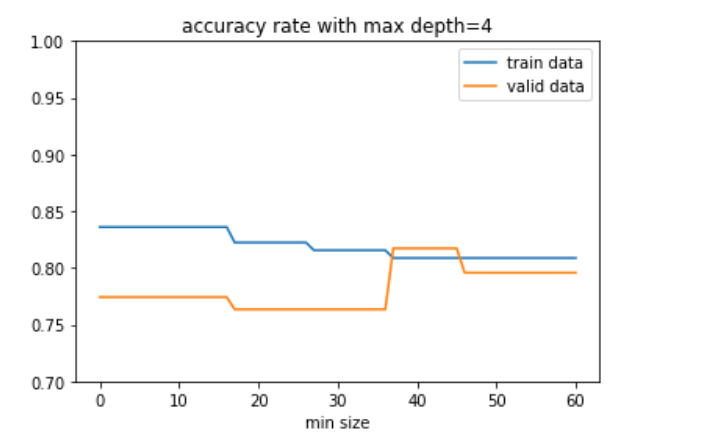 accuracy rate with max depth=4
1.00
train data
valid data
0.95
0.90
0.85
0.80
0.75
0.70
0 10 20 30 40 50 60
min size